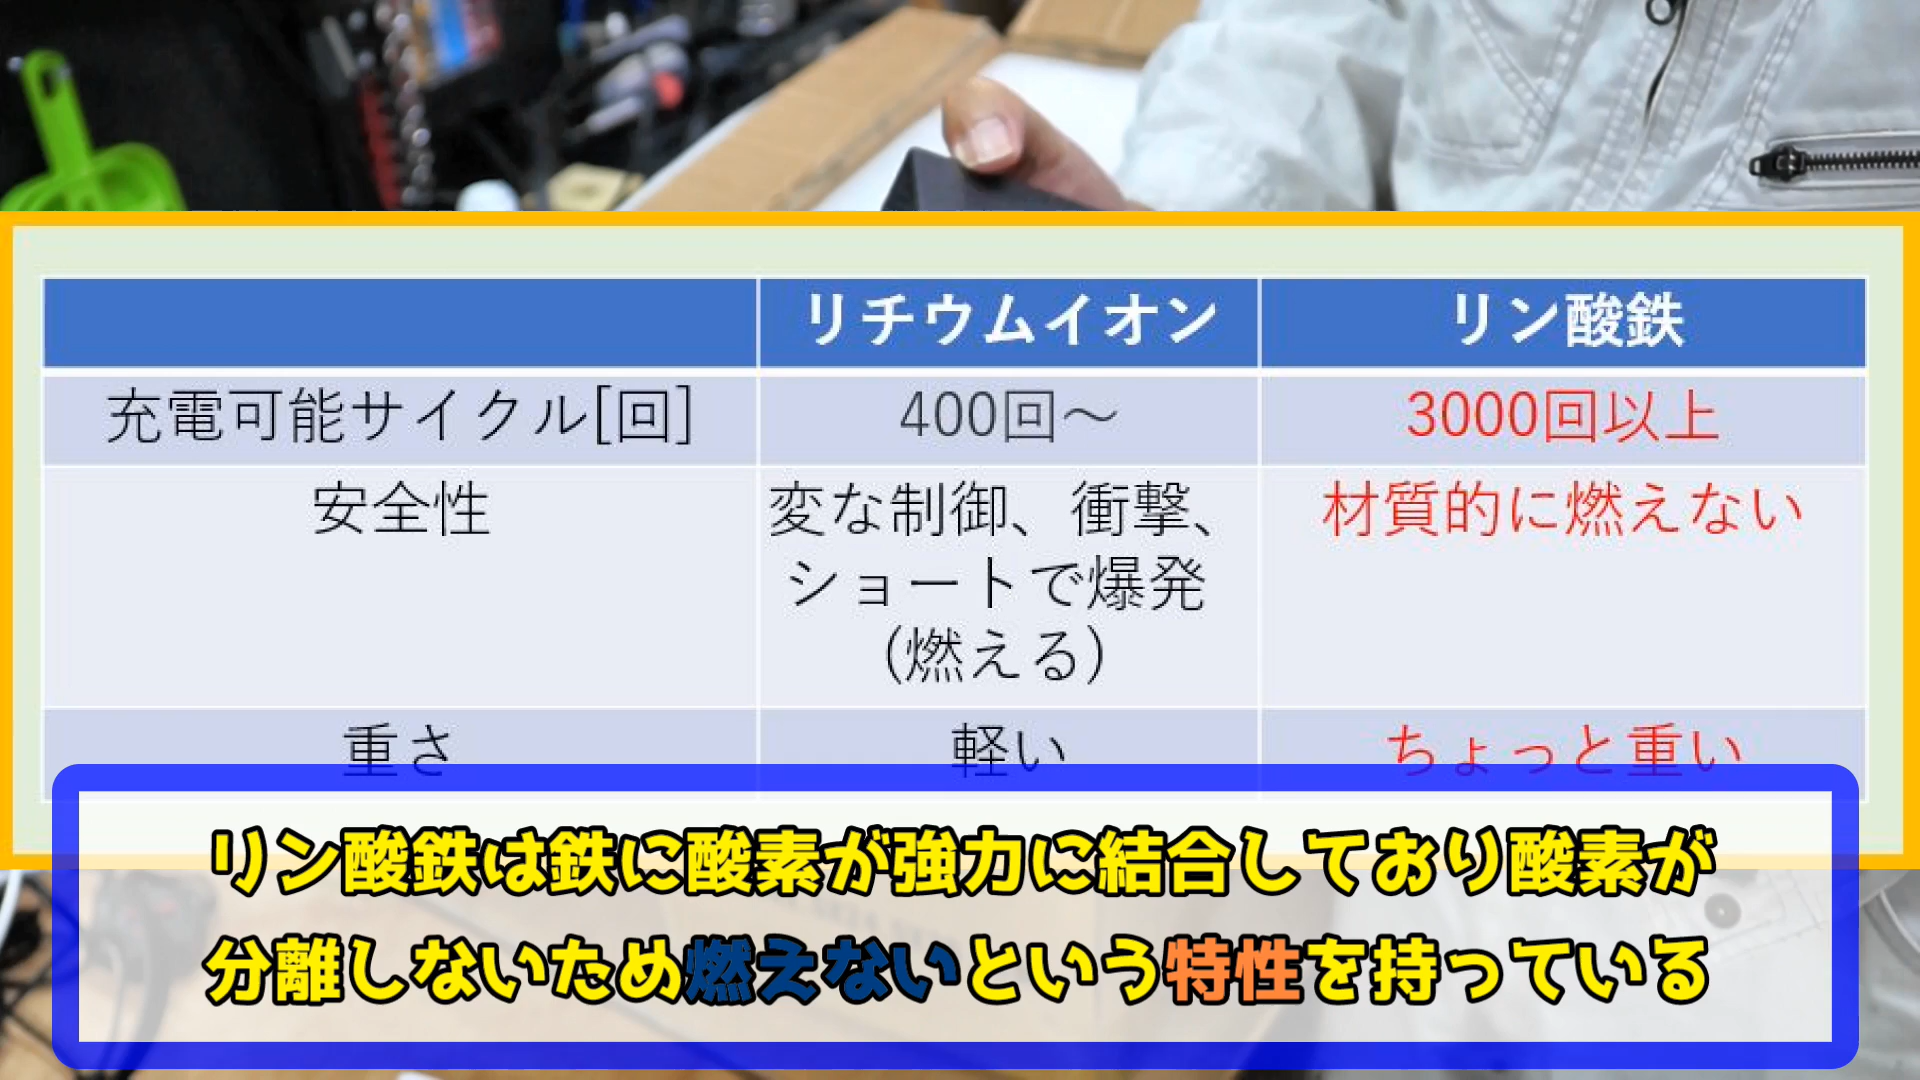 リチウムイオン
リン酸鉄
充電可能サイクル[回]
400回～
3000回以上
安全性
変な制御、衝撃、
ショートで爆発
(燃える)
材質的に燃えない
重さ
軽い
ちょっと重い
リン酸鉄は鉄に酸素が強力に結合しており酸素が
分離しないため燃えないという特性を持っている